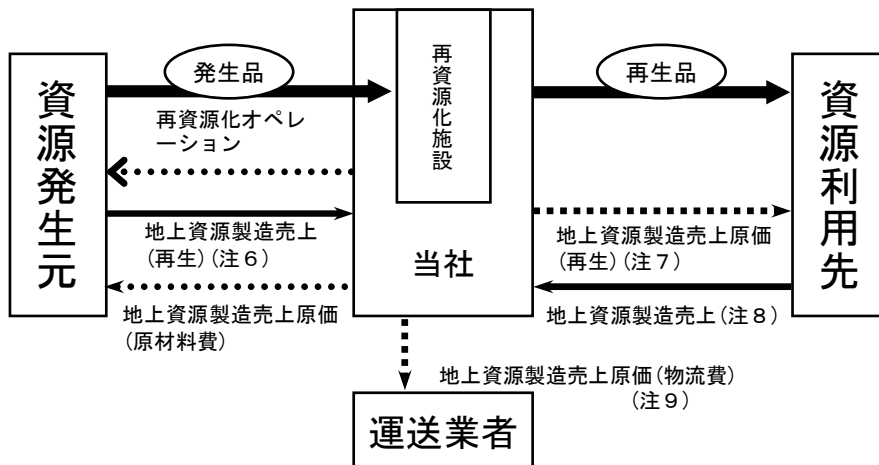 発生品
再生品
再資源化施設
資源発生元
資源利用先
再資源化オペレ
ーション
地上資源製造売上
(再生)(注６)
当社
地上資源製造売上原価
(再生)(注７)
地上資源製造売上原価
(原材料費)
地上資源製造売上(注８)
地上資源製造売上原価(物流費)
(注９)
運送業者